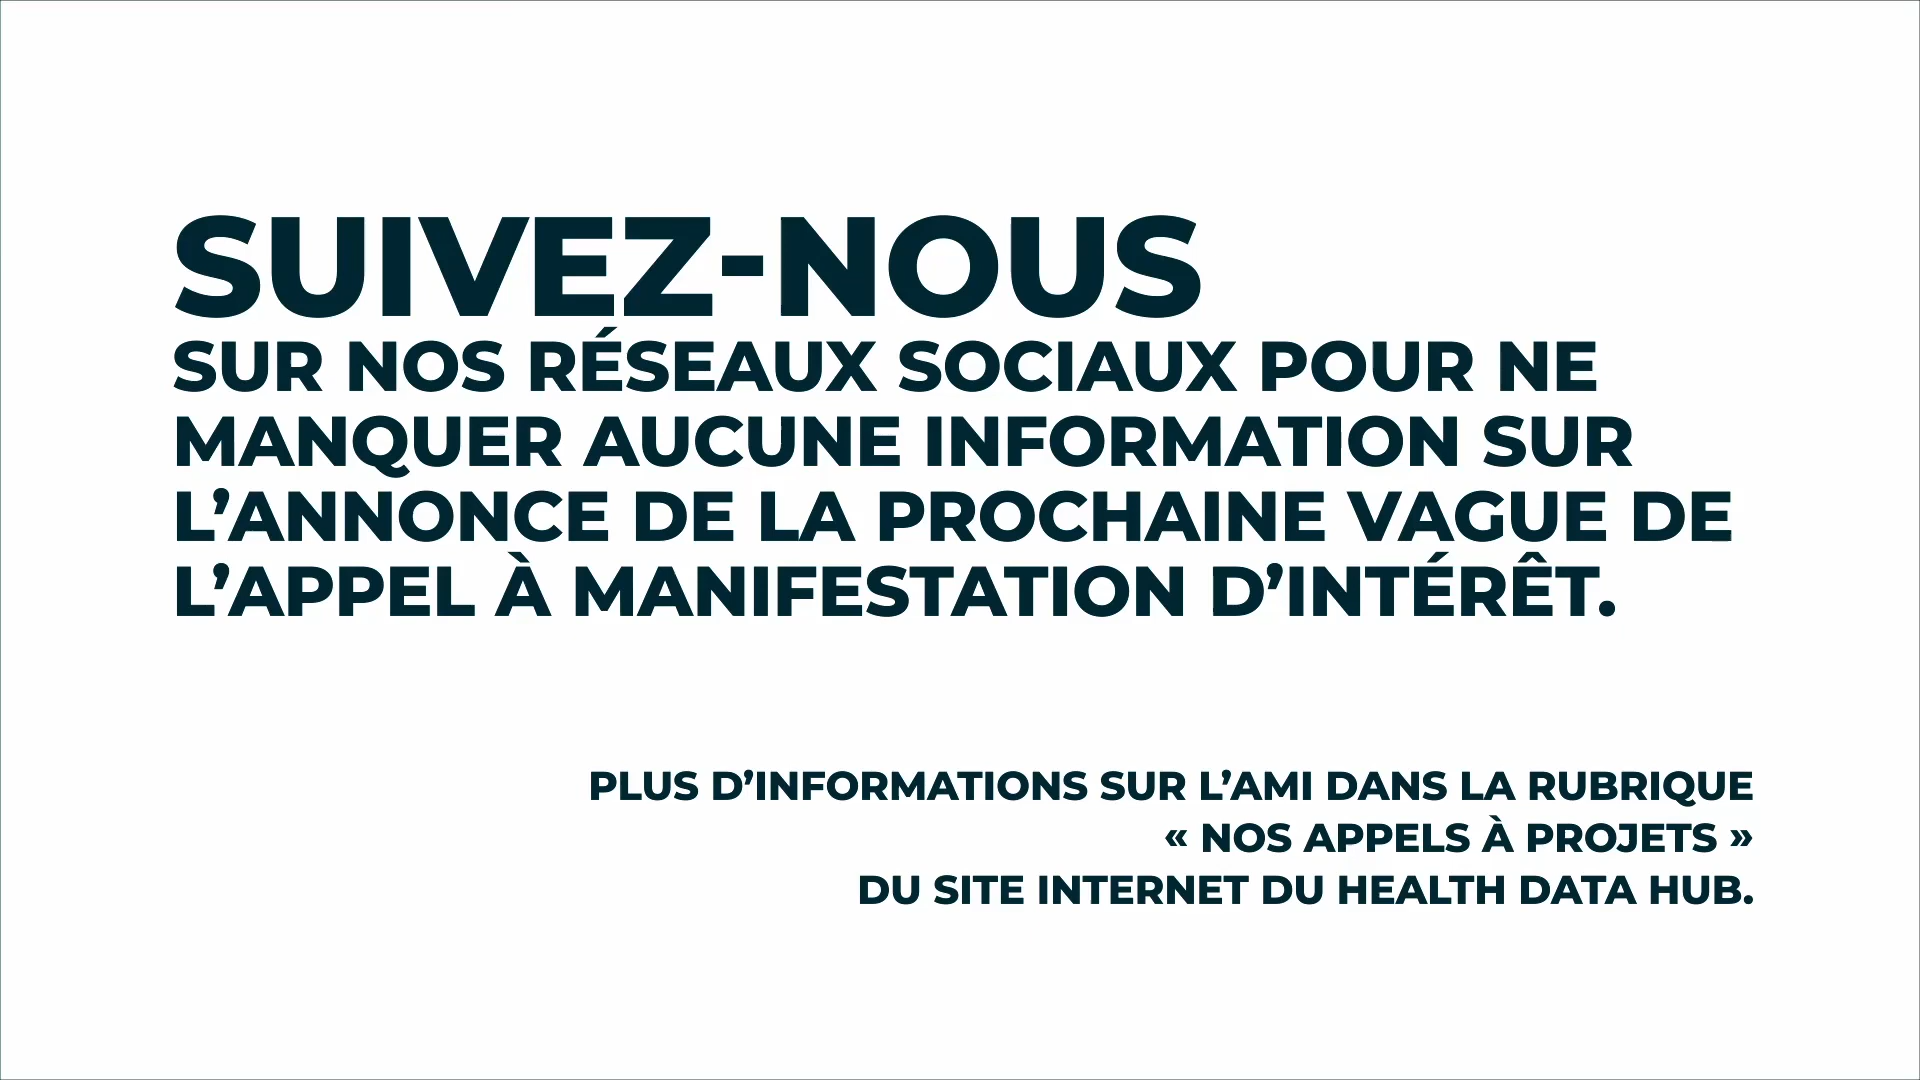 SUIVEZ-NOUS
SUR NOS RÉSEAUX SOCIAUX POUR NE
MANQUER AUCUNE INFORMATION SUR
L’ANNONCE DE LA PROCHAINE VAGUE DE
L’APPEL À MANIFESTATION D’INTÉRÊT.
PLUS D’INFORMATIONS SUR L’AMI DANS LA RUBRIQUE
« NOS APPELS À PROJETS »
DU SITE INTERNET DU HEALTH DATA HUB.